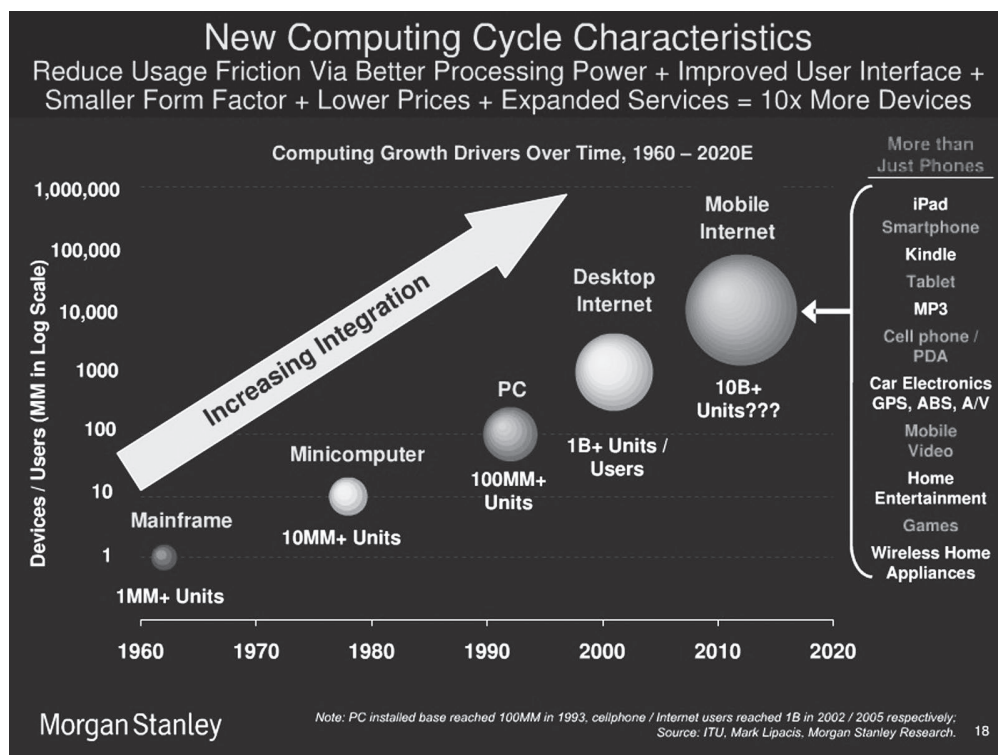 New Computing Cycle Characteristics
Reduce Usage Friction Via Better Processing Power + Improved User Interface +
Smaller Form Factor + Lower Prices + Expanded Services = 10x More Devices
Computing Growth Drivers Over Time, 1960 – 2020E
More than
Just Phones
Devices / Users (MM in Log Scale)
1,000,000
100,000
10,000
1000
100
10
1
Increasing Integration
Mainframe
1MM+ Units
Minicomputer
10MM+ Units
PC
100MM+
Units
Desktop
Internet
1B+ Units /
Users
Mobile
Internet
10B+
Units???
iPad
Smartphone
Kindle
Tablet
MP3
Cell phone /
PDA
Car Electronics
GPS, ABS, A/V
Mobile
Video
Home
Entertainment
Games
Wireless Home
Appliances
1960 1970 1980 1990 2000 2010 2020
Morgan Stanley
Note: PC installed base reached 100MM in 1993, cellphone / Internet users reached 1B in 2002 / 2005 respectively;
Source: ITU, Mark Lipacis, Morgan Stanley Research.
18